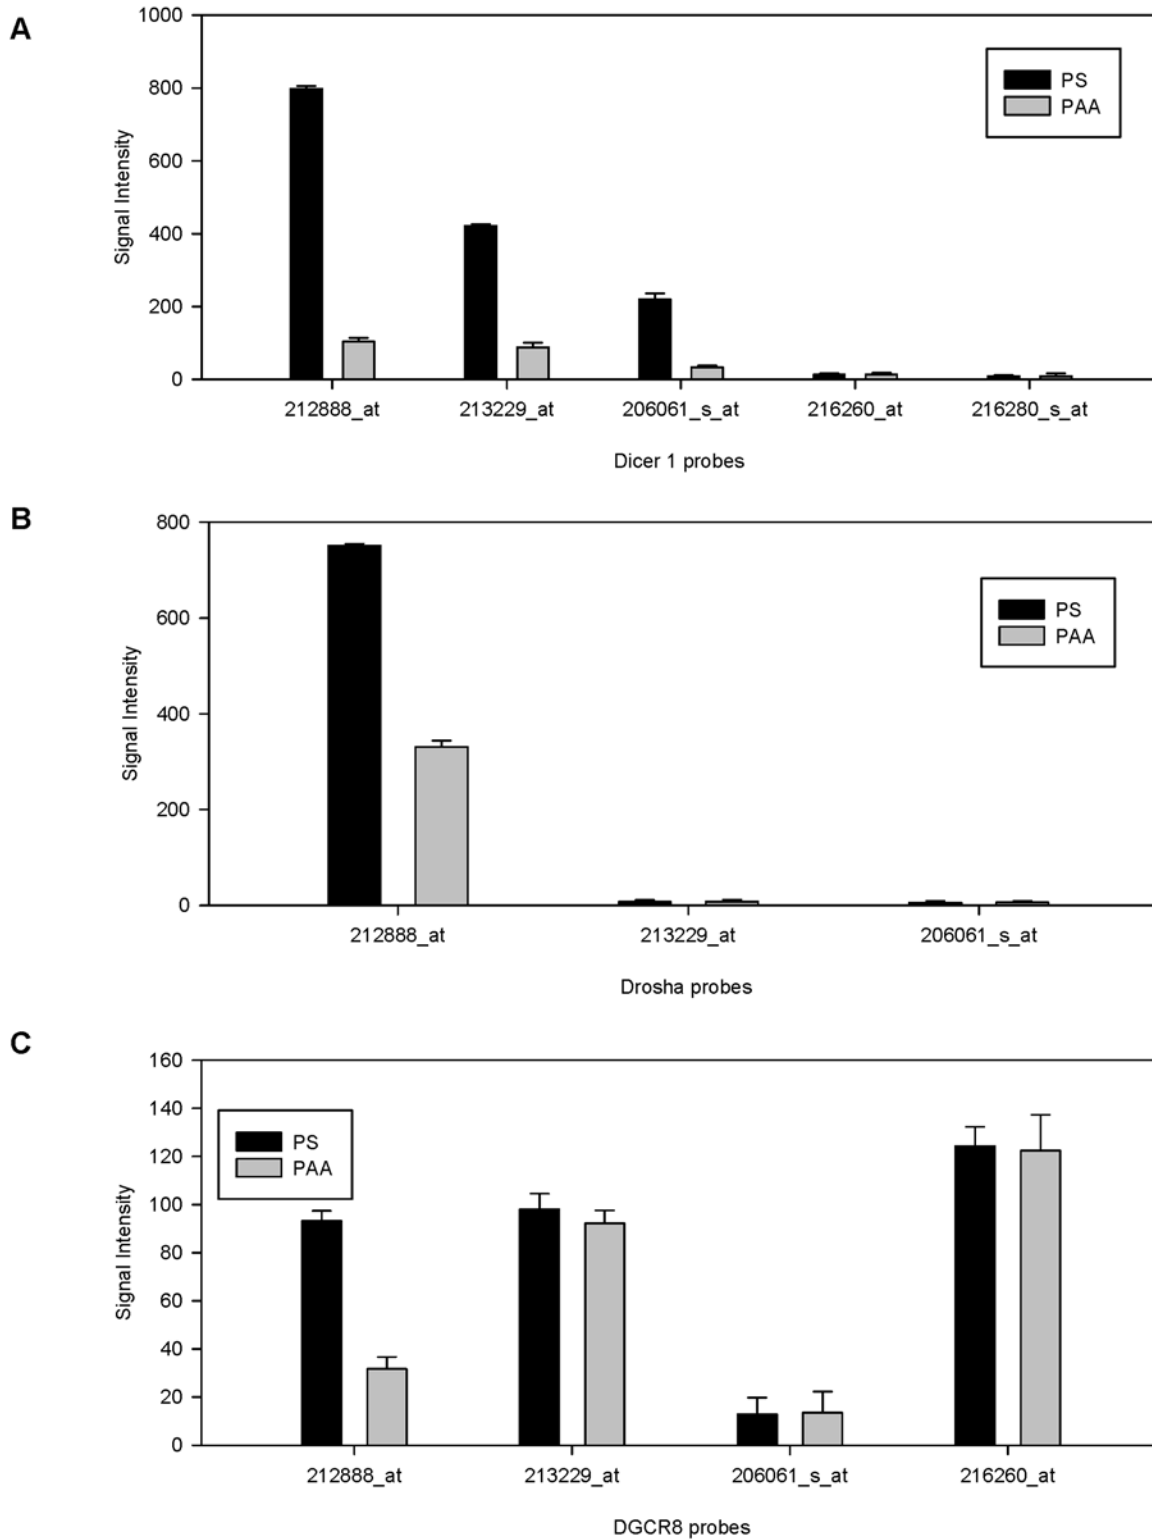 A
1000
800
600
400
200
0
Signal Intensity
PS
PAA
212888_at 213229_at 206061_s_at 216260_at 216280_s_at
Dicer 1 probes
B
800
600
400
200
0
Signal Intensity
PS
PAA
212888_at 213229_at 206061_s_at
Drosha probes
C
160
140
120
100
80
60
40
20
0
Signal Intensity
PS
PAA
212888_at 213229_at 206061_s_at 216260_at
DGCR8 probes